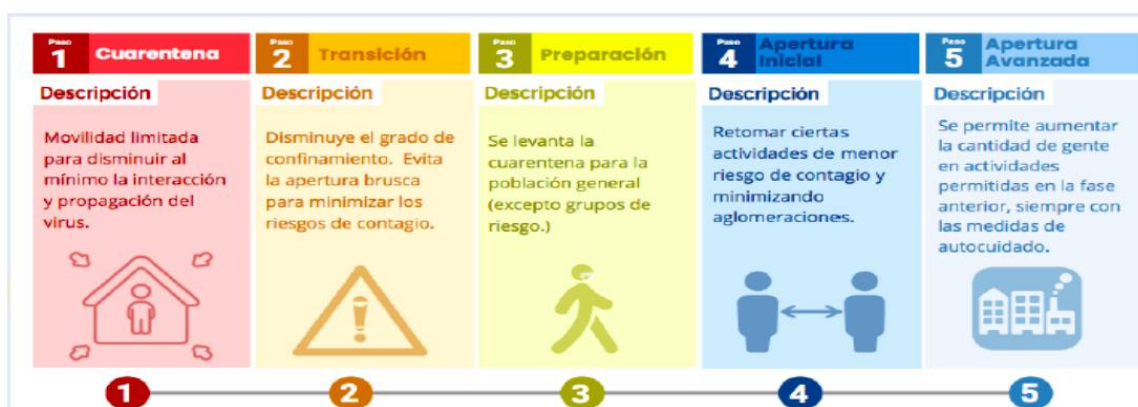 Paso
1
Cuarentena
Descripción
Movilidad limitada
para disminuir al
mínimo la interacción
y propagación del
virus.
Paso
2
Transición
Descripción
Disminuye el grado de
confinamiento. Evita
la apertura brusca
para minimizar los
riesgos de contagio.
Paso
3
Preparación
Descripción
Se levanta la
cuarentena para la
población general
(excepto grupos de
riesgo.)
Paso
4
Apertura
Inicial
Descripción
Retomar ciertas
actividades de menor
riesgo de contagio y
minimizando
aglomeraciones.
Paso
5
Apertura
Avanzada
Descripción
Se permite aumentar
la cantidad de gente
en actividades
permitidas en la fase
anterior, siempre con
las medidas de
autocuidado.
1
2
3
4
5